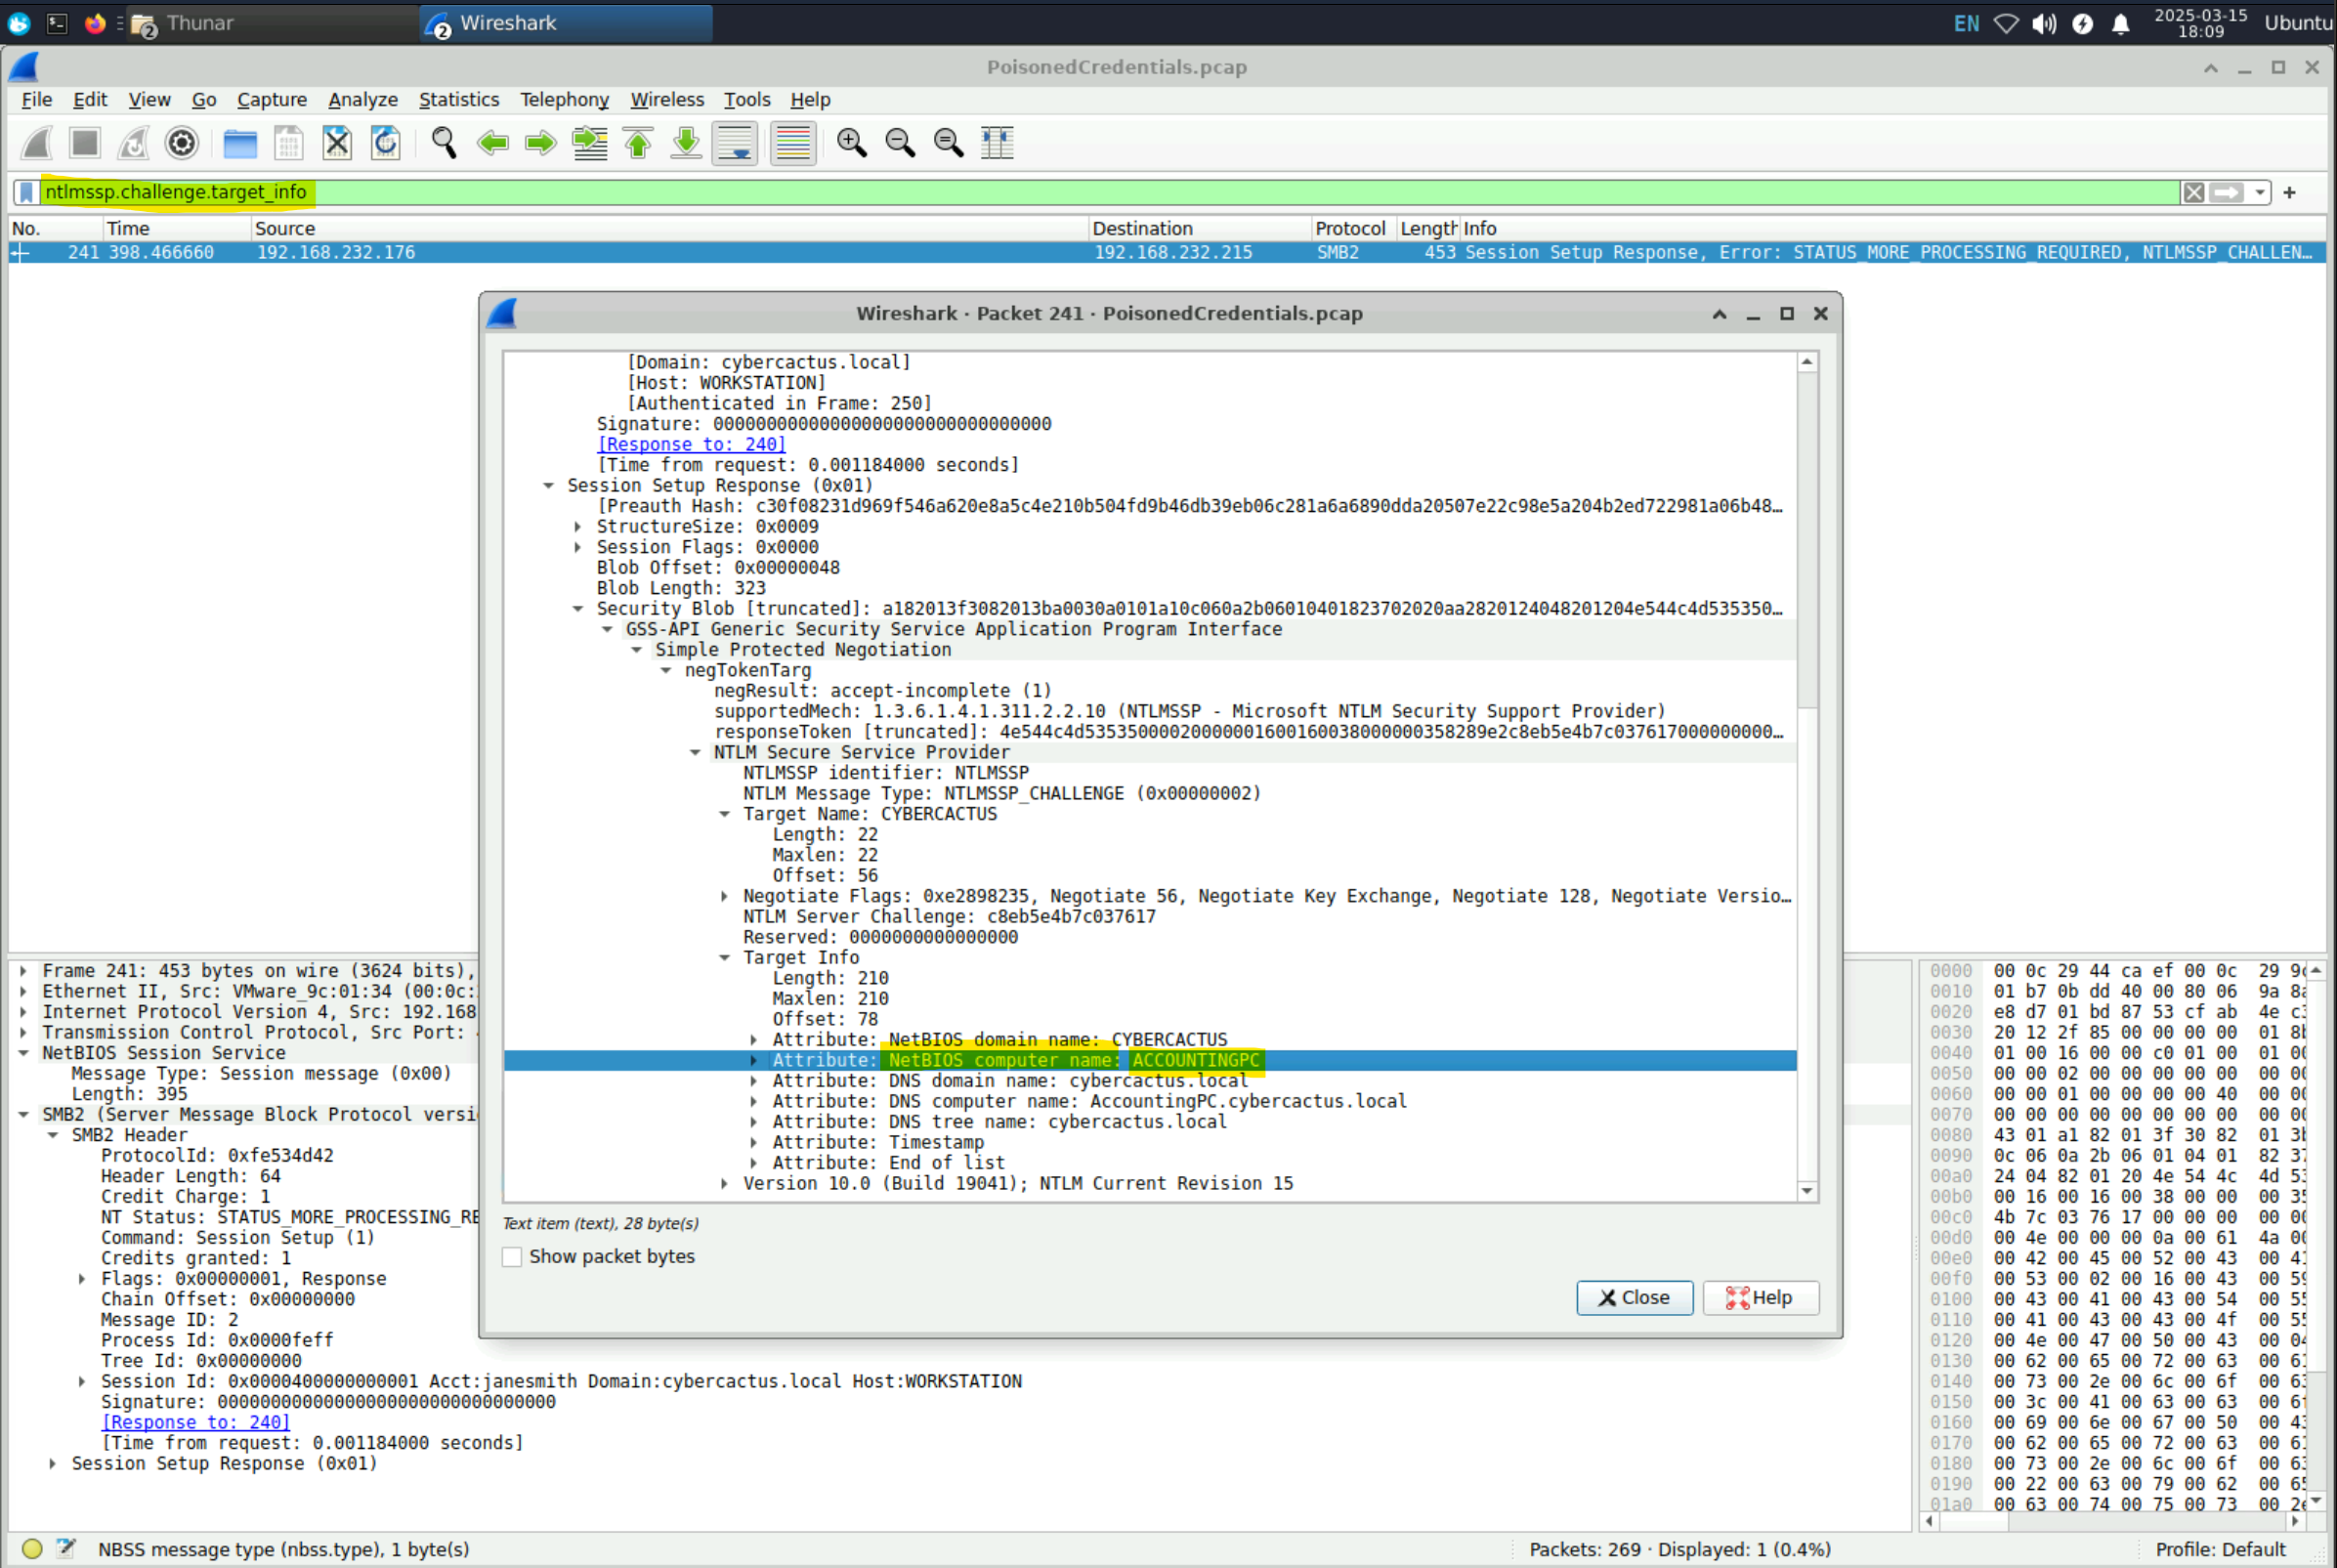 Thunar
Wireshark
EN
2025-03-15
18:09
Ubuntu
PoisonedCredentials.pcap
File Edit View Go Capture Analyze Statistics Telephony Wireless Tools Help
ntlmssp.challenge.target_info
No. Time Source Destination Protocol Length Info
241 398.466660 192.168.232.176 192.168.232.215 SMB2 453 Session Setup Response, Error: STATUS_MORE_PROCESSING_REQUIRED, NTLMSSP_CHALLEN…
Wireshark · Packet 241 · PoisonedCredentials.pcap
[Domain: cybercactus.local]
[Host: WORKSTATION]
[Authenticated in Frame: 250]
Signature: 00000000000000000000000000000000
[Response to: 240]
[Time from request: 0.001184000 seconds]
Session Setup Response (0x01)
[Preauth Hash: c30f08231d969f546a620e8a5c4e210b504fd9b46db39eb06c281a6a6890dda20507e22c98e5a204b2ed722981a06b48…
StructureSize: 0x0009
Session Flags: 0x0000
Blob Offset: 0x00000048
Blob Length: 323
Security Blob [truncated]: a182013f3082013ba0030a0101a10c060a2b06010401823702020aa2820124048201204e544c4d535350…
GSS-API Generic Security Service Application Program Interface
Simple Protected Negotiation
negTokenTarg
negResult: accept-incomplete (1)
supportedMech: 1.3.6.1.4.1.311.2.2.10 (NTLMSSP - Microsoft NTLM Security Support Provider)
responseToken [truncated]: 4e544c4d53535000020000001600160038000000358289e2c8eb5e4b7c037617000000000…
NTLM Secure Service Provider
NTLMSSP identifier: NTLMSSP
NTLM Message Type: NTLMSSP_CHALLENGE (0x00000002)
Target Name: CYBERCACTUS
Length: 22
Maxlen: 22
Offset: 56
Negotiate Flags: 0xe2898235, Negotiate 56, Negotiate Key Exchange, Negotiate 128, Negotiate Versio…
NTLM Server Challenge: c8eb5e4b7c037617
Reserved: 0000000000000000
Target Info
Length: 210
Maxlen: 210
Offset: 78
Attribute: NetBIOS domain name: CYBERCACTUS
Attribute: NetBIOS computer name: ACCOUNTINGPC
Attribute: DNS domain name: cybercactus.local
Attribute: DNS computer name: AccountingPC.cybercactus.local
Attribute: DNS tree name: cybercactus.local
Attribute: Timestamp
Attribute: End of list
Version 10.0 (Build 19041); NTLM Current Revision 15
Text item (text), 28 byte(s)
Show packet bytes
Close
Help
Frame 241: 453 bytes on wire (3624 bits),
Ethernet II, Src: VMware_9c:01:34 (00:0c:
Internet Protocol Version 4, Src: 192.168
Transmission Control Protocol, Src Port:
NetBIOS Session Service
Message Type: Session message (0x00)
Length: 395
SMB2 (Server Message Block Protocol versi
SMB2 Header
ProtocolId: 0xfe534d42
Header Length: 64
Credit Charge: 1
NT Status: STATUS_MORE_PROCESSING_RE
Command: Session Setup (1)
Credits granted: 1
Flags: 0x00000001, Response
Chain Offset: 0x00000000
Message ID: 2
Process Id: 0x0000feff
Tree Id: 0x00000000
Session Id: 0x0000400000000001 Acct:janesmith Domain:cybercactus.local Host:WORKSTATION
Signature: 00000000000000000000000000000000
[Response to: 240]
[Time from request: 0.001184000 seconds]
Session Setup Response (0x01)
0000 00 0c 29 44 ca ef 00 0c 29
0010 01 b7 0b dd 40 00 80 06 9a
0020 e8 d7 01 bd 87 53 cf ab 4e
0030 20 12 2f 85 00 00 00 00 01
0040 01 00 16 00 00 c0 01 00 01
0050 00 00 02 00 00 00 00 00 00
0060 00 00 01 00 00 00 00 40 00
0070 00 00 00 00 00 00 00 00 00
0080 43 01 a1 82 01 3f 30 82 01
0090 0c 06 0a 2b 06 01 04 01 82
00a0 24 04 82 01 20 4e 54 4c 4d
00b0 00 16 00 16 00 38 00 00 00
00c0 4b 7c 03 76 17 00 00 00 00
00d0 00 4e 00 00 00 0a 00 61 4a
00e0 00 42 00 45 00 52 00 43 00
00f0 00 53 00 02 00 16 00 43 00
0100 00 43 00 41 00 43 00 54 00
0110 00 41 00 43 00 43 00 4f 00
0120 00 4e 00 47 00 50 00 43 00
0130 00 62 00 65 00 72 00 63 00
0140 00 73 00 2e 00 6c 00 6f 00
0150 00 3c 00 41 00 63 00 63 00
0160 00 69 00 6e 00 67 00 50 00
0170 00 62 00 65 00 72 00 63 00
0180 00 73 00 2e 00 6c 00 6f 00
0190 00 22 00 63 00 79 00 62 00
01a0 00 63 00 74 00 75 00 73 00
NBSS message type (nbss.type), 1 byte(s)
Packets: 269 · Displayed: 1 (0.4%)
Profile: Default